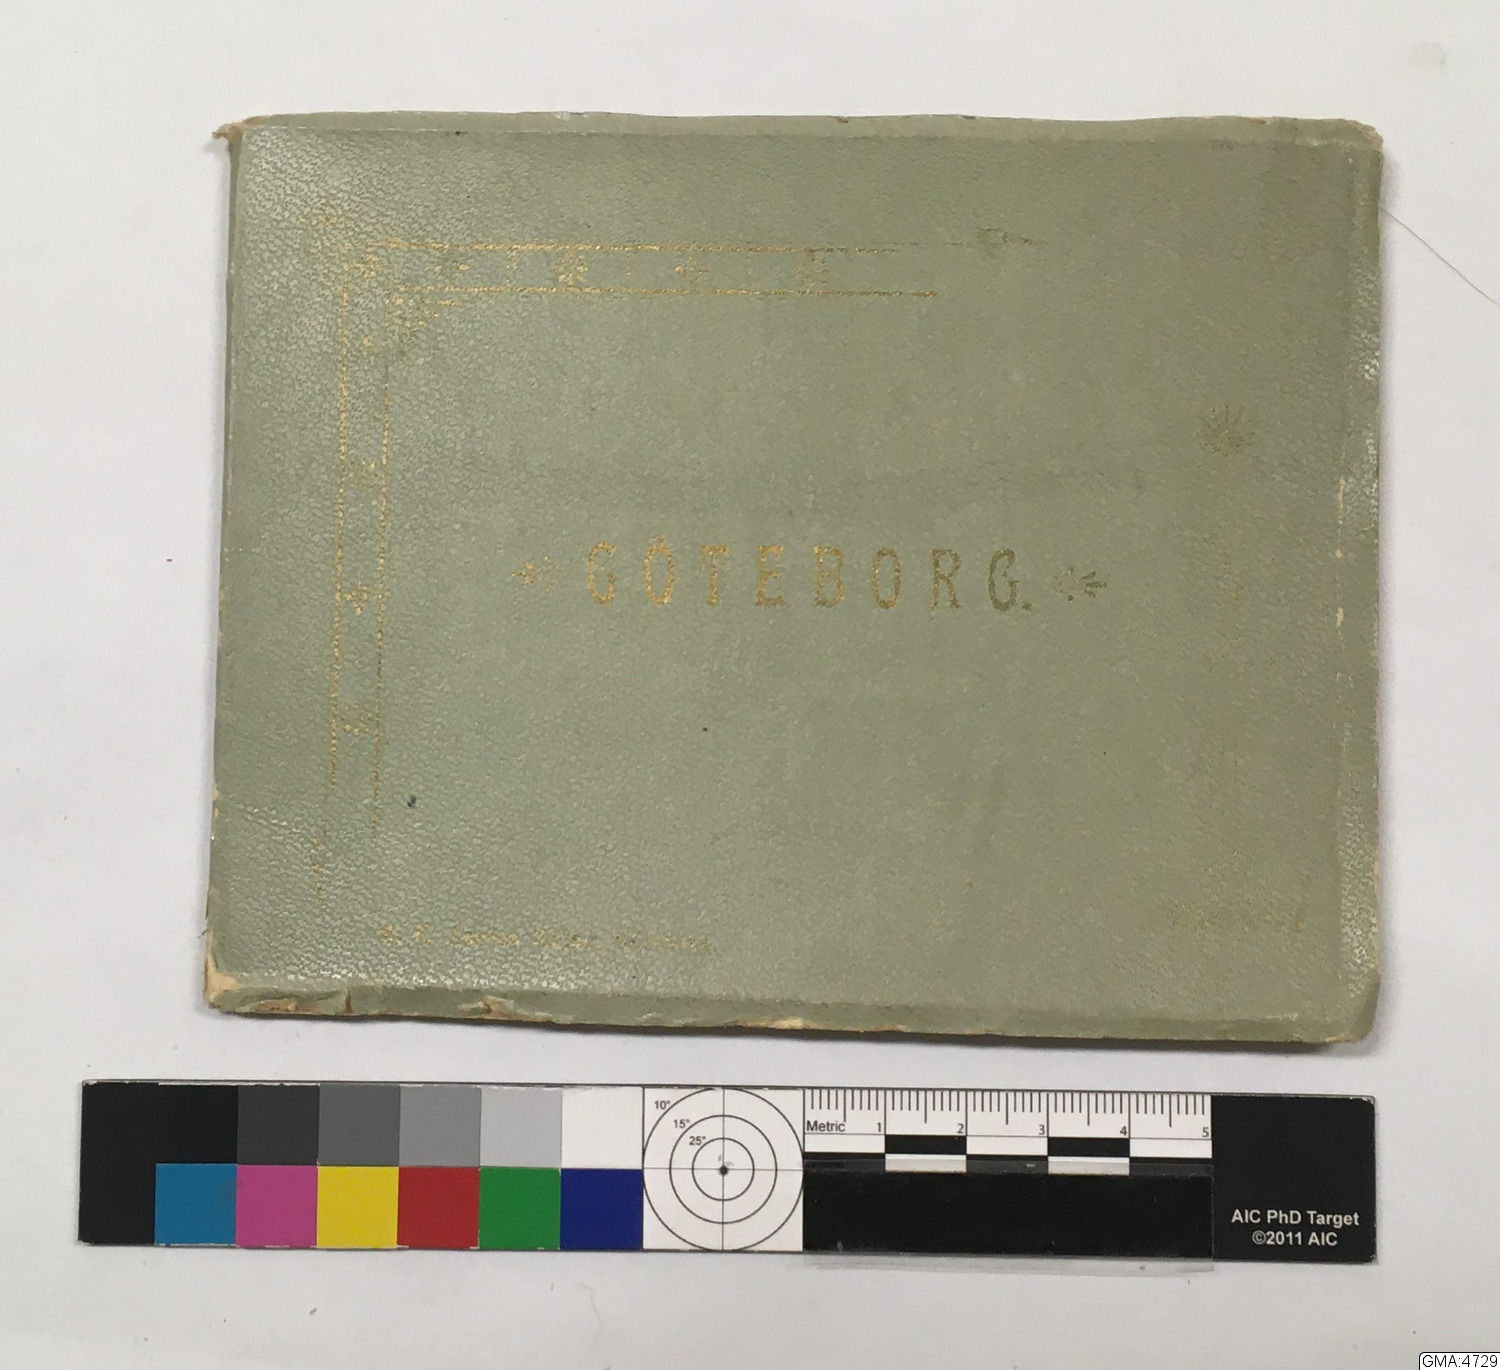 GÖTEBORG.
10° 15° 25°
Metric 1 2 3 4 5
AIC PhD Target
©2011 AIC
GMA:4729